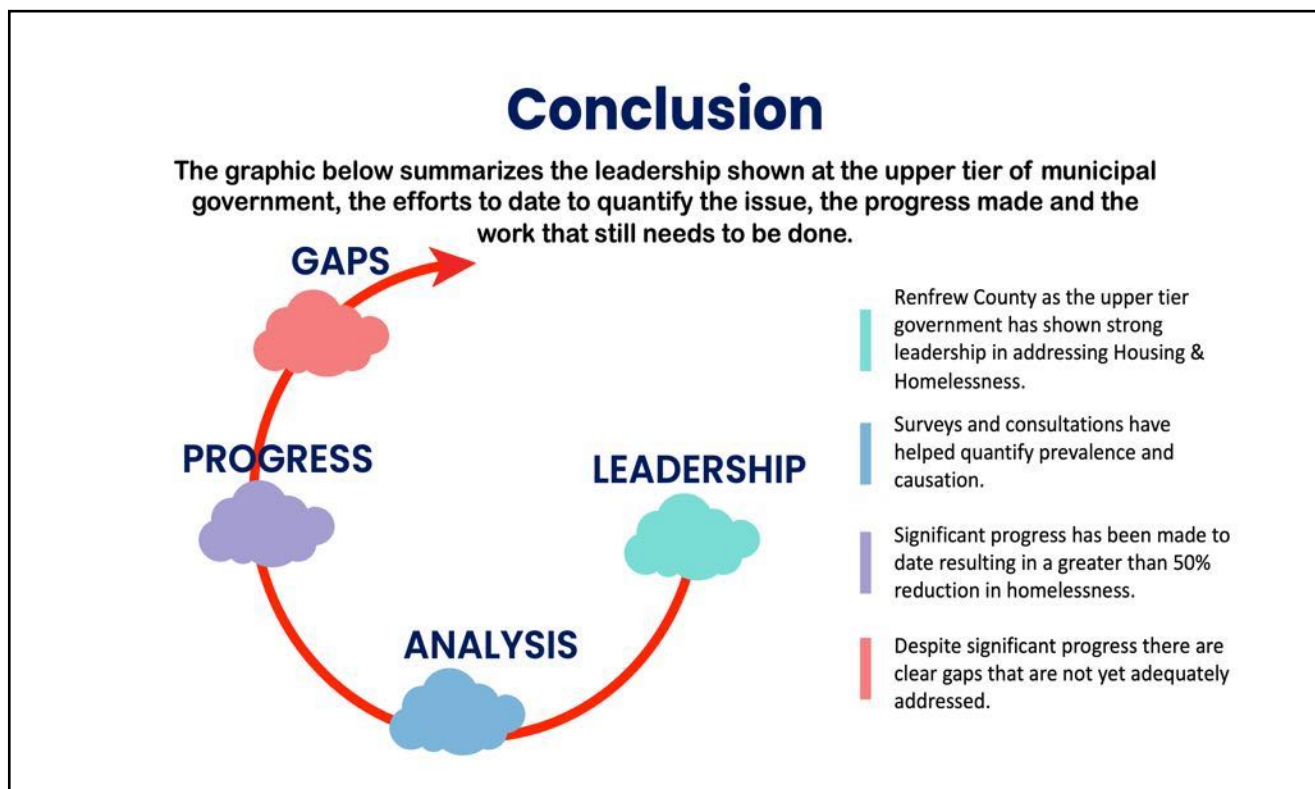 Conclusion
The graphic below summarizes the leadership shown at the upper tier of municipal
government, the efforts to date to quantify the issue, the progress made and the
work that still needs to be done.
GAPS
PROGRESS
ANALYSIS
LEADERSHIP
Renfrew County as the upper tier
government has shown strong
leadership in addressing Housing &
Homelessness.
Surveys and consultations have
helped quantify prevalence and
causation.
Significant progress has been made to
date resulting in a greater than 50%
reduction in homelessness.
Despite significant progress there are
clear gaps that are not yet adequately
addressed.